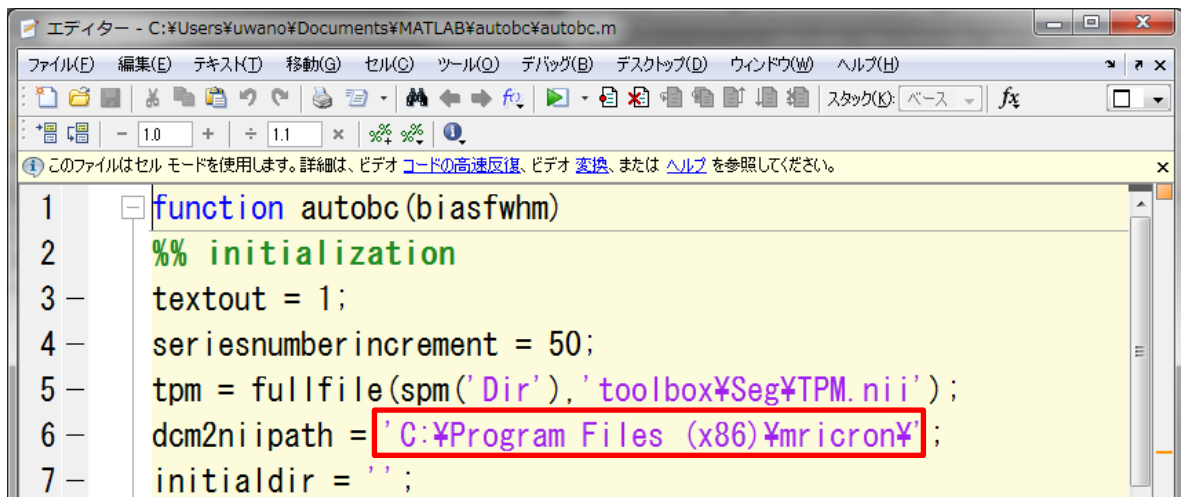 エディター - C:¥Users¥uwano¥Documents¥MATLAB¥autobc¥autobc.m
ファイル(F) 編集(E) テキスト(T) 移動(G) セル(C) ツール(O) デバッグ(B) デスクトップ(D) ウィンドウ(W) ヘルプ(H)
スタック(K): ベース fx
- 1.0 + ÷ 1.1 ×
このファイルはセル モードを使用します。詳細は、ビデオ コードの高速反復、ビデオ 変換、または ヘルプ を参照してください。
1 function autobc(biasfwhm)
2 %% initialization
3 - textout = 1;
4 - seriesnumberincrement = 50;
5 - tpm = fullfile(spm('Dir'),'toolbox¥Seg¥TPM.nii');
6 - dcm2niipath = 'C:¥Program Files (x86)¥mricron¥';
7 - initialdir = '';